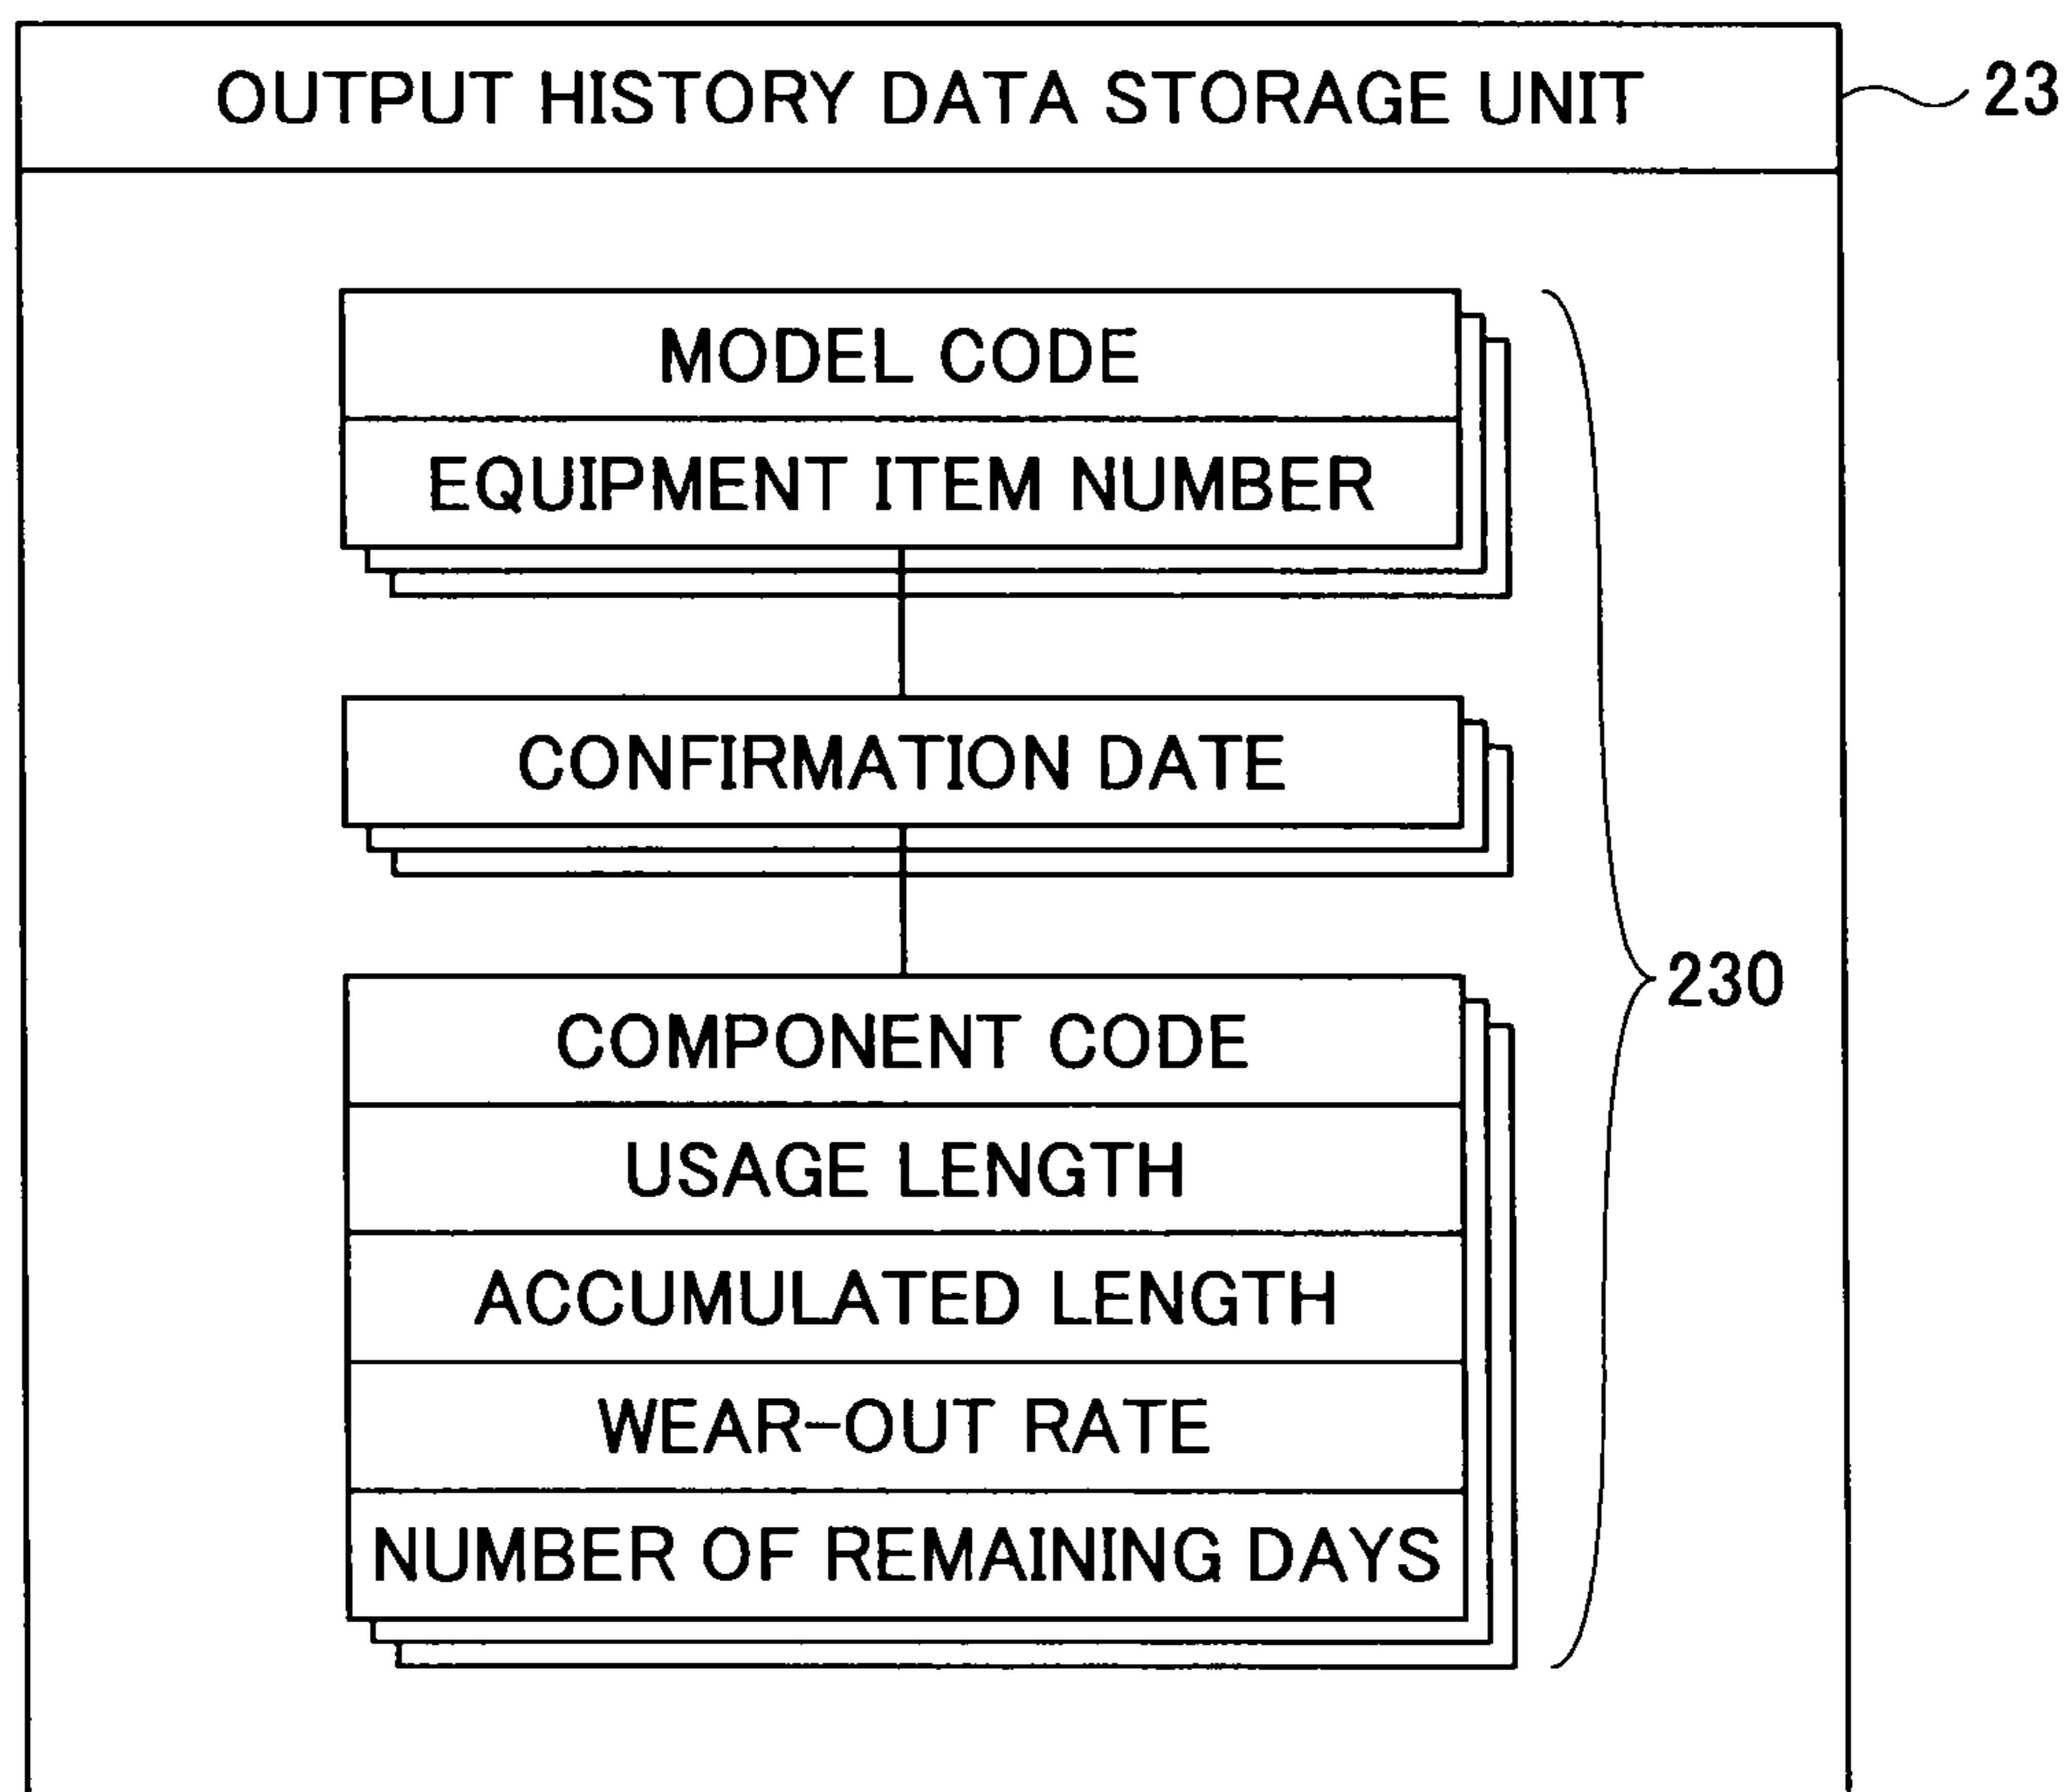 OUTPUT HISTORY DATA STORAGE UNIT
23
MODEL CODE
EQUIPMENT ITEM NUMBER
CONFIRMATION DATE
230
COMPONENT CODE
USAGE LENGTH
ACCUMULATED LENGTH
WEAR-OUT RATE
NUMBER OF REMAINING DAYS